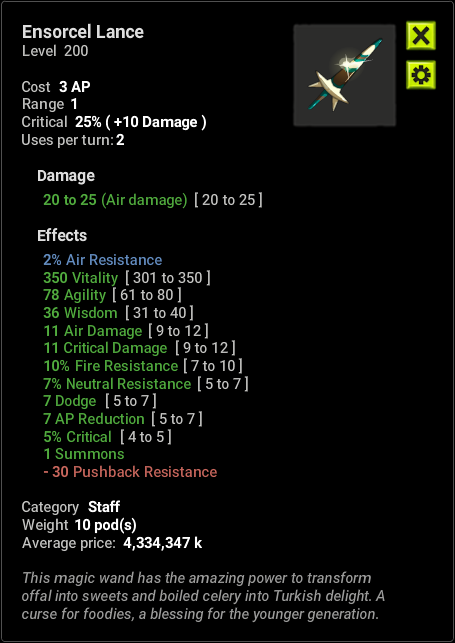 Ensorcel Lance
Level 200
Cost 3 AP
Range 1
Critical 25% ( +10 Damage )
Uses per turn: 2
Damage
20 to 25 (Air damage) [ 20 to 25 ]
Effects
2% Air Resistance
350 Vitality [ 301 to 350 ]
78 Agility [ 61 to 80 ]
36 Wisdom [ 31 to 40 ]
11 Air Damage [ 9 to 12 ]
11 Critical Damage [ 9 to 12 ]
10% Fire Resistance [ 7 to 10 ]
7% Neutral Resistance [ 5 to 7 ]
7 Dodge [ 5 to 7 ]
7 AP Reduction [ 5 to 7 ]
5% Critical [ 4 to 5 ]
1 Summons
- 30 Pushback Resistance
Category Staff
Weight 10 pod(s)
Average price: 4,334,347 k
This magic wand has the amazing power to transform
offal into sweets and boiled celery into Turkish delight. A
curse for foodies, a blessing for the younger generation.